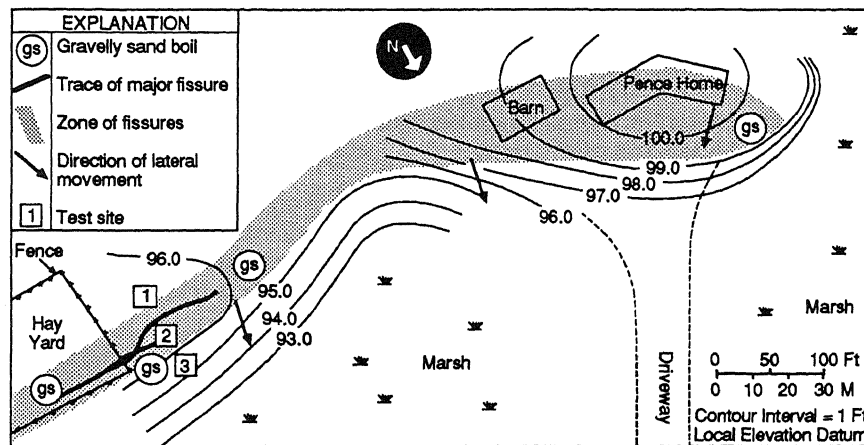 EXPLANATION
gs Gravelly sand boil
Trace of major fissure
Zone of fissures
Direction of lateral
movement
1 Test site
N
Barn
Pence Home
gs
100.0
99.0
98.0
97.0
96.0
Fence
96.0
gs
1
95.0
94.0
93.0
Hay
Yard
2
gs
3
gs
Marsh
Marsh
Driveway
0 50 100 Ft
0 10 20 30 M
Contour Interval = 1 Ft
Local Elevation Datum